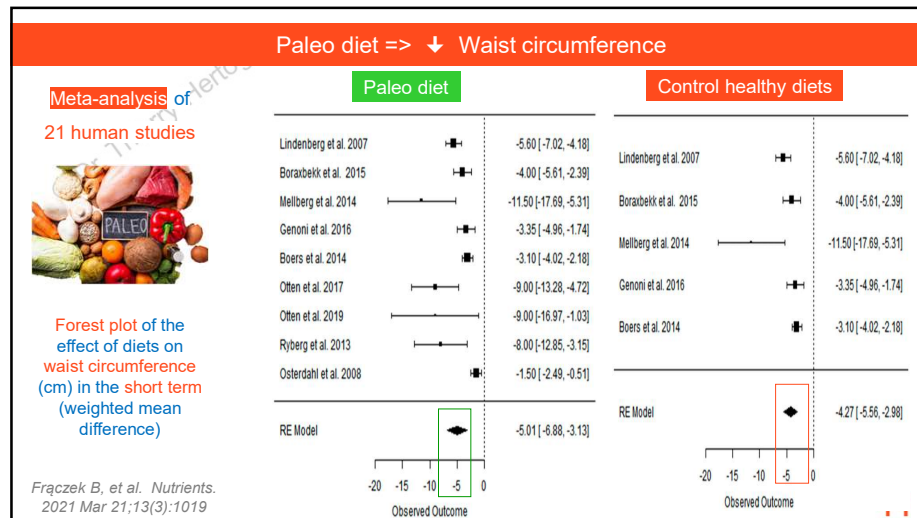 Paleo diet => ↓ Waist circumference
Meta-analysis of
21 human studies
PALEO
Forest plot of the
effect of diets on
waist circumference
(cm) in the short term
(weighted mean
difference)
Frączek B, et al. Nutrients.
2021 Mar 21;13(3):1019
Paleo diet
Lindenberg et al. 2007 -5.60 [-7.02, -4.18]
Boraxbekk et al. 2015 -4.00 [-5.61, -2.39]
Mellberg et al. 2014 -11.50 [-17.69, -5.31]
Genoni et al. 2016 -3.35 [-4.96, -1.74]
Boers et al. 2014 -3.10 [-4.02, -2.18]
Otten et al. 2017 -9.00 [-13.28, -4.72]
Otten et al. 2019 -9.00 [-16.97, -1.03]
Ryberg et al. 2013 -8.00 [-12.85, -3.15]
Osterdahl et al. 2008 -1.50 [-2.49, -0.51]
RE Model -5.01 [-6.88, -3.13]
-20 -15 -10 -5 0
Observed Outcome
Control healthy diets
Lindenberg et al. 2007 -5.60 [-7.02, -4.18]
Boraxbekk et al. 2015 -4.00 [-5.61, -2.39]
Mellberg et al. 2014 -11.50 [-17.69, -5.31]
Genoni et al. 2016 -3.35 [-4.96, -1.74]
Boers et al. 2014 -3.10 [-4.02, -2.18]
RE Model -4.27 [-5.56, -2.98]
-20 -15 -10 -5 0
Observed Outcome